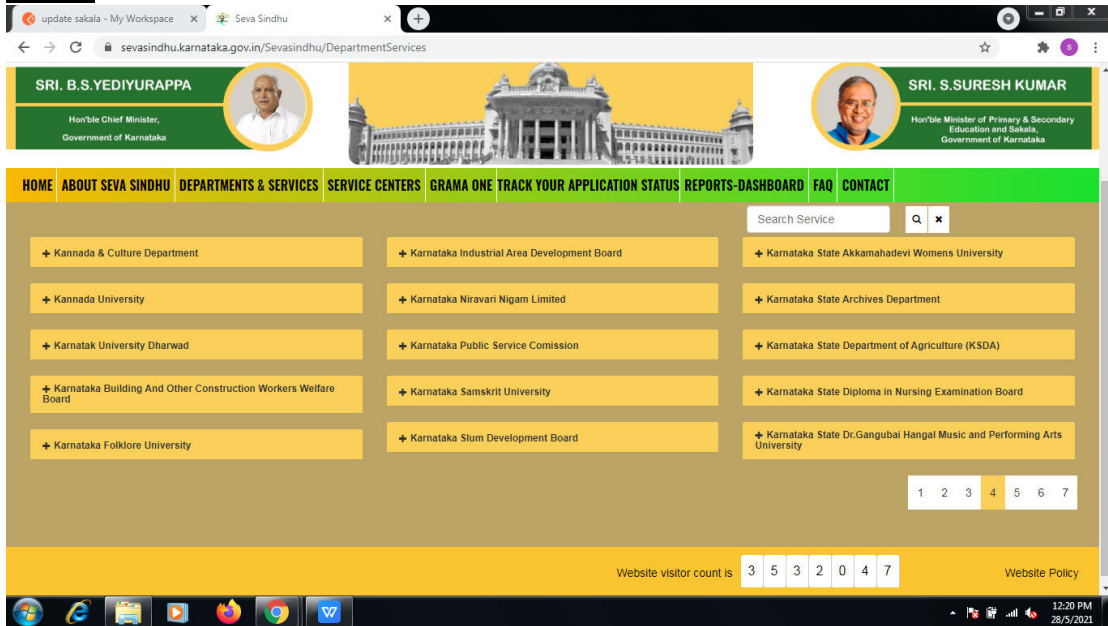 update sakala - My Workspace
Seva Sindhu
sevasindhu.karnataka.gov.in/Sevasindhu/DepartmentServices
S
SRI. B.S.YEDIYURAPPA
Hon'ble Chief Minister,
Government of Karnataka
SRI. S.SURESH KUMAR
Hon'ble Minister of Primary & Secondary
Education and Sakala,
Government of Karnataka
HOME ABOUT SEVA SINDHU DEPARTMENTS & SERVICES SERVICE CENTERS GRAMA ONE TRACK YOUR APPLICATION STATUS REPORTS-DASHBOARD FAQ CONTACT
Search Service
Kannada & Culture Department
Kannada University
Karnatak University Dharwad
Karnataka Building And Other Construction Workers Welfare
Board
Karnataka Folklore University
Karnataka Industrial Area Development Board
Karnataka Niravari Nigam Limited
Karnataka Public Service Comission
Karnataka Samskrit University
Karnataka Slum Development Board
Karnataka State Akkamahadevi Womens University
Karnataka State Archives Department
Karnataka State Department of Agriculture (KSDA)
Karnataka State Diploma in Nursing Examination Board
Karnataka State Dr.Gangubai Hangal Music and Performing Arts
University
1 2 3 4 5 6 7
Website visitor count is 3 5 3 2 0 4 7
Website Policy
W
12:20 PM
28/5/2021